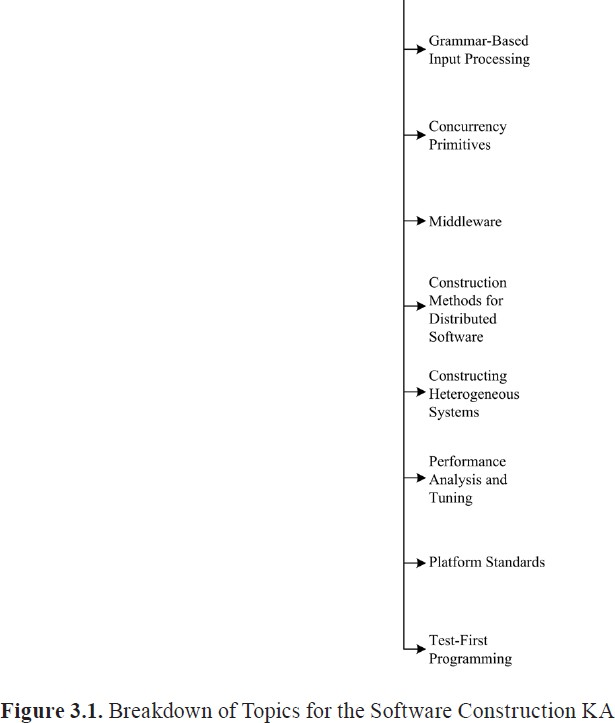 Grammar-Based
Input Processing
Concurrency
Primitives
Middleware
Construction
Methods for
Distributed
Software
Constructing
Heterogeneous
Systems
Performance
Analysis and
Tuning
Platform Standards
Test-First
Programming
Figure 3.1. Breakdown of Topics for the Software Construction KA